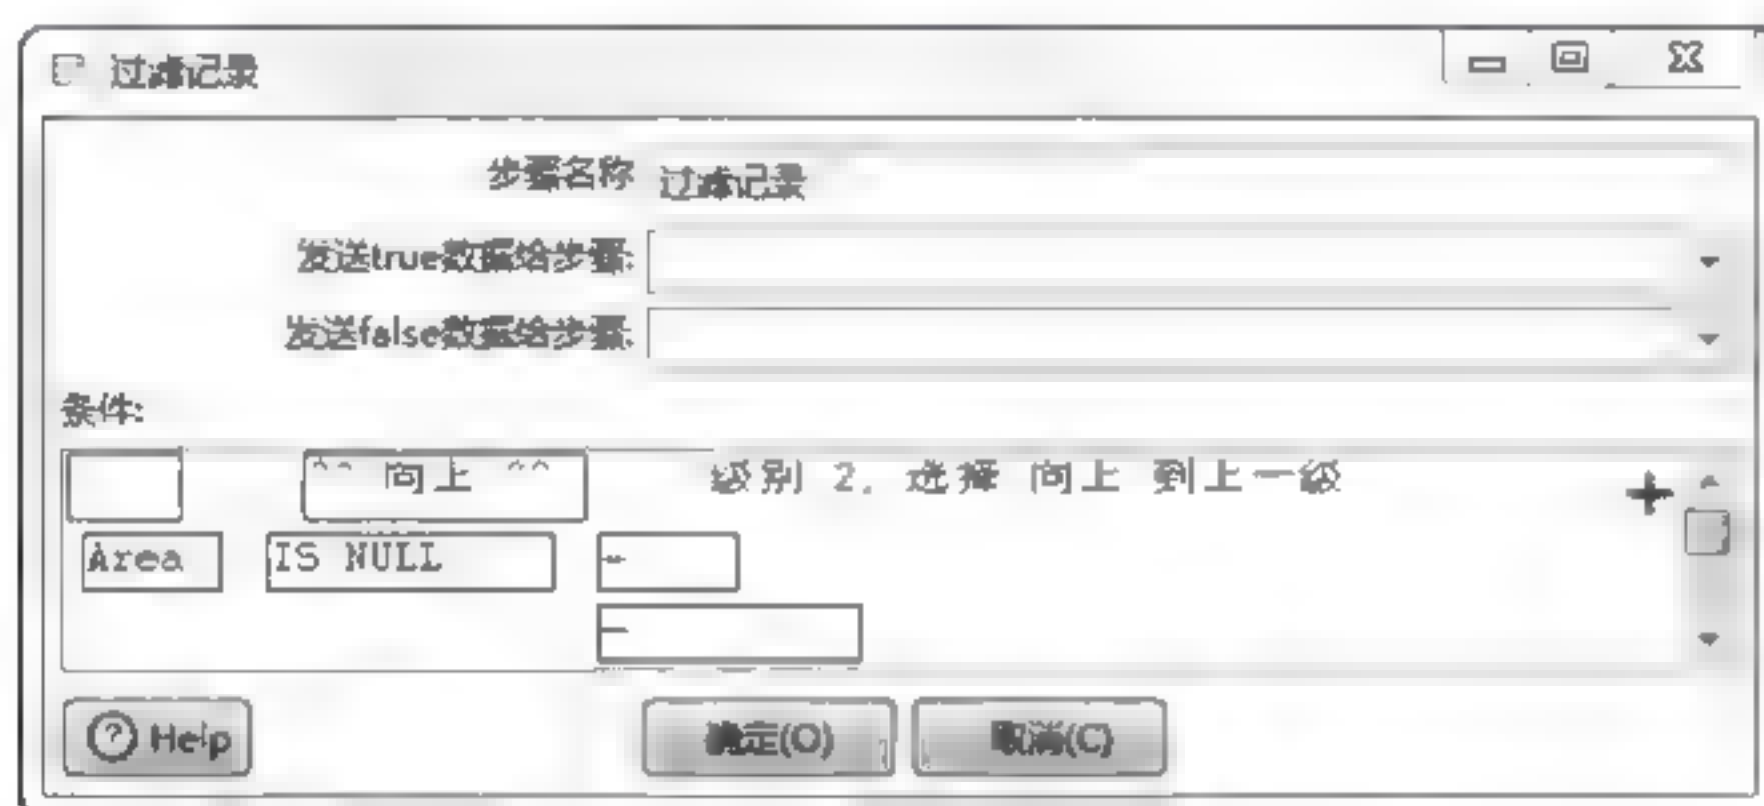 过滤记录
步骤名称 过滤记录
发送true数据给步骤:
发送false数据给步骤:
条件:
^^ 向上 ^^ 级别 2, 选择 向上 到上一级
Area IS NULL -
-
Help 确定(O) 取消(C)